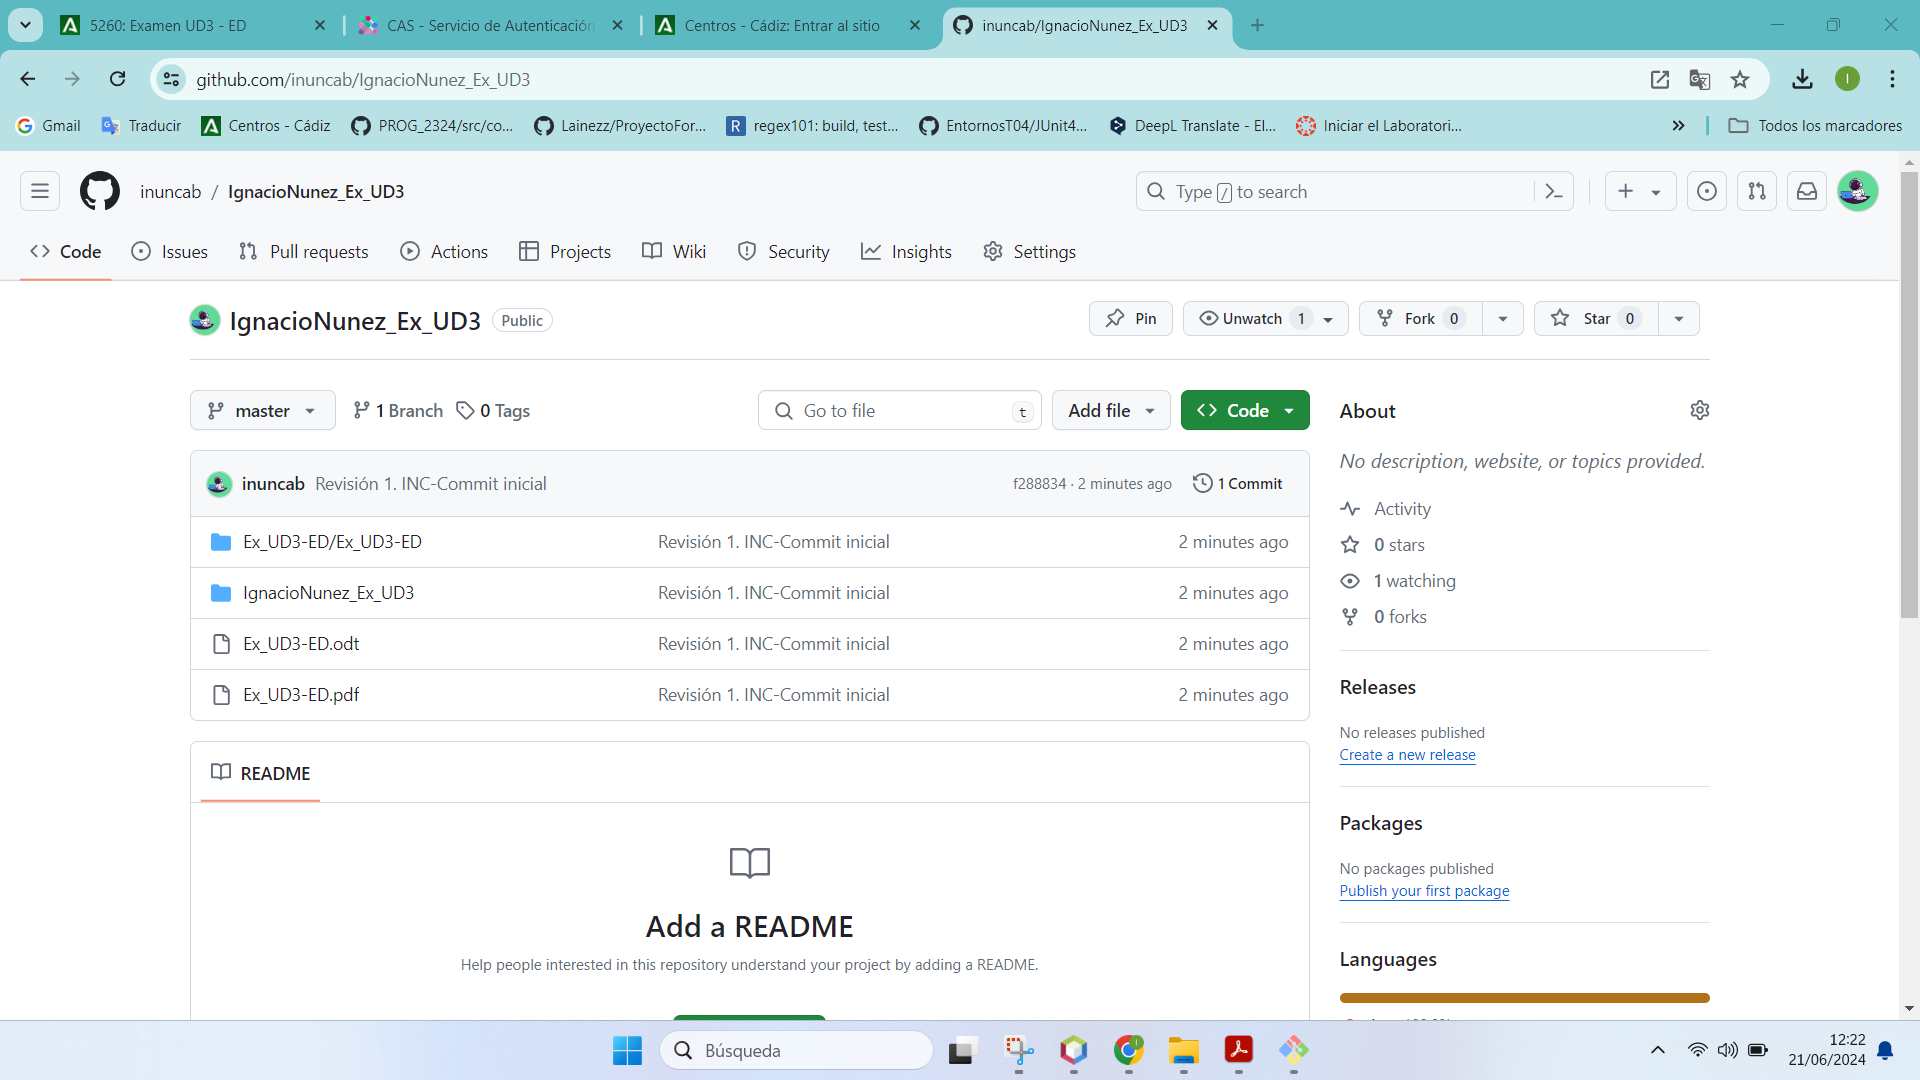 5260: Examen UD3 - ED
CAS - Servicio de Autenticación
Centros - Cádiz: Entrar al sitio
inuncab/IgnacioNunez_Ex_UD3
github.com/inuncab/IgnacioNunez_Ex_UD3
I
Gmail
Traducir
Centros - Cádiz
PROG_2324/src/co...
Lainezz/ProyectoFor...
regex101: build, test...
EntornosT04/JUnit4...
DeepL Translate - El...
Iniciar el Laboratori...
Todos los marcadores
inuncab / IgnacioNunez_Ex_UD3
Type / to search
Code
Issues
Pull requests
Actions
Projects
Wiki
Security
Insights
Settings
IgnacioNunez_Ex_UD3
Public
Pin
Unwatch 1
Fork 0
Star 0
master
1 Branch
0 Tags
Go to file
t
Add file
Code
inuncab Revisión 1. INC-Commit inicial
f288834 · 2 minutes ago
1 Commit
Ex_UD3-ED/Ex_UD3-ED Revisión 1. INC-Commit inicial 2 minutes ago
IgnacioNunez_Ex_UD3 Revisión 1. INC-Commit inicial 2 minutes ago
Ex_UD3-ED.odt Revisión 1. INC-Commit inicial 2 minutes ago
Ex_UD3-ED.pdf Revisión 1. INC-Commit inicial 2 minutes ago
README
Add a README
Help people interested in this repository understand your project by adding a README.
About
No description, website, or topics provided.
Activity
0 stars
1 watching
0 forks
Releases
No releases published
Create a new release
Packages
No packages published
Publish your first package
Languages
Búsqueda
12:22
21/06/2024